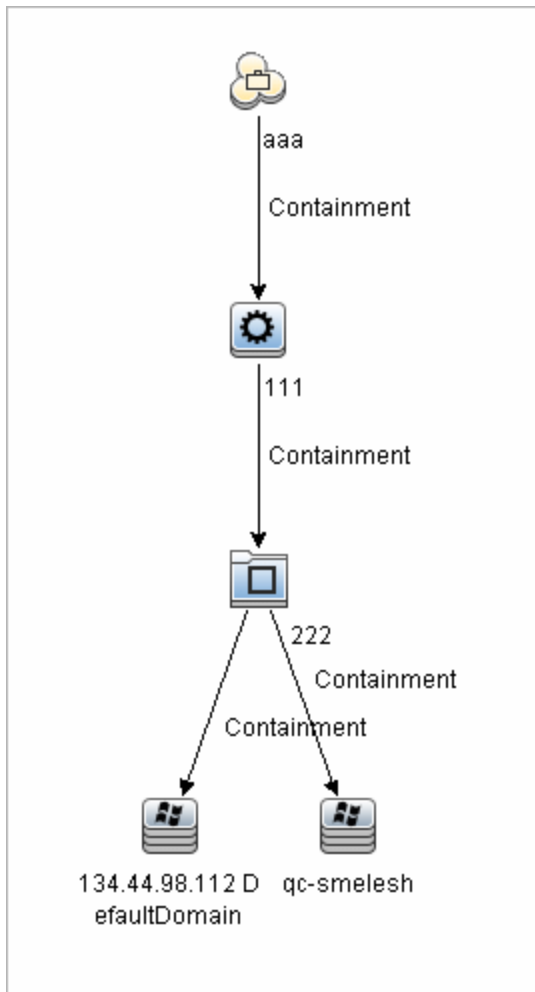 aaa
Containment
111
Containment
222
Containment
Containment
134.44.98.112 D
efaultDomain
qc-smelesh